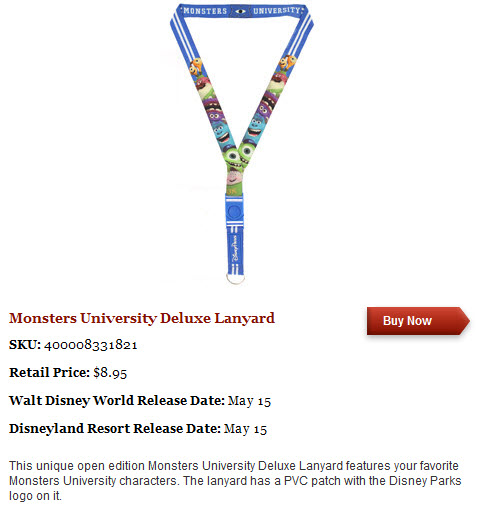 MONSTERS UNIVERSITY
Disney Parks
Monsters University Deluxe Lanyard
Buy Now
SKU: 400008331821
Retail Price: $8.95
Walt Disney World Release Date: May 15
Disneyland Resort Release Date: May 15
This unique open edition Monsters University Deluxe Lanyard features your favorite
Monsters University characters. The lanyard has a PVC patch with the Disney Parks
logo on it.